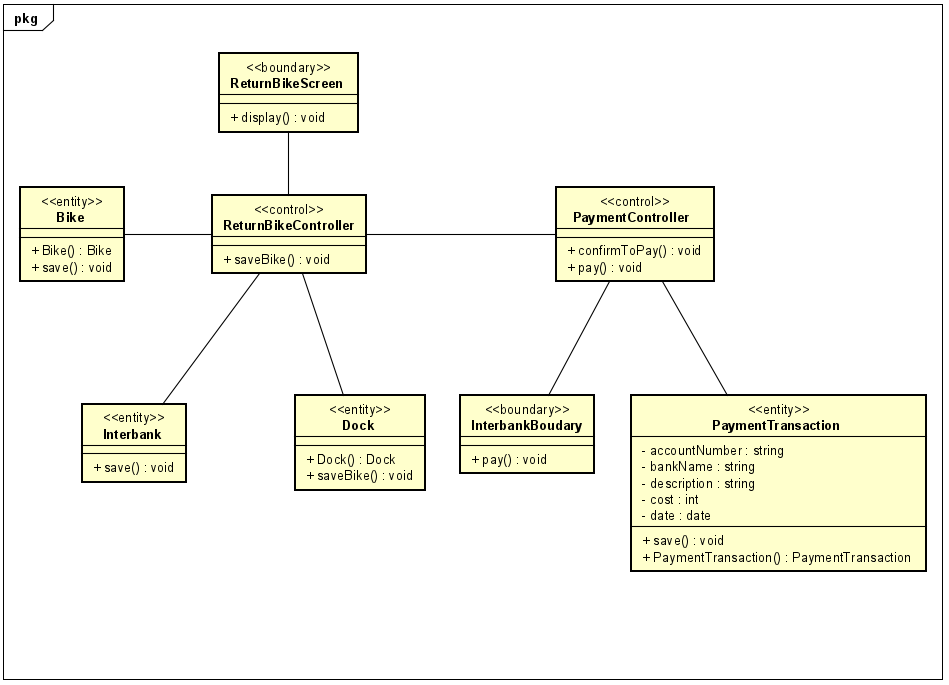 pkg
<<boundary>>
ReturnBikeScreen
+ display() : void
<<entity>>
Bike
+ Bike() : Bike
+ save() : void
<<control>>
ReturnBikeController
+ saveBike() : void
<<control>>
PaymentController
+ confirmToPay() : void
+ pay() : void
<<entity>>
Interbank
+ save() : void
<<entity>>
Dock
+ Dock() : Dock
+ saveBike() : void
<<boundary>>
InterbankBoudary
+ pay() : void
<<entity>>
PaymentTransaction
- accountNumber : string
- bankName : string
- description : string
- cost : int
- date : date
+ save() : void
+ PaymentTransaction() : PaymentTransaction